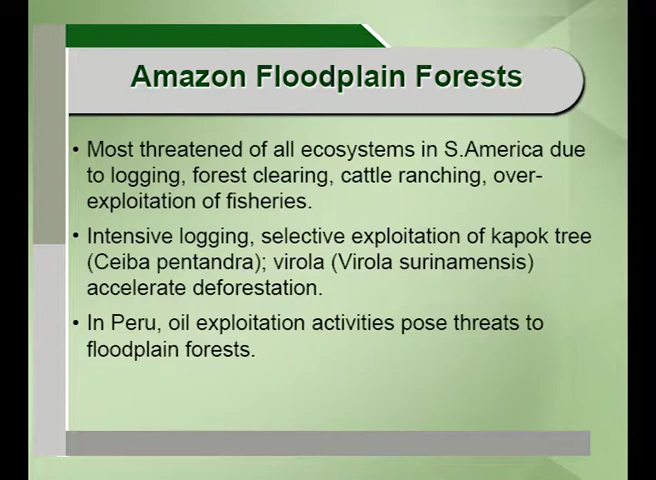 Amazon Floodplain Forests
• Most threatened of all ecosystems in S.America due
to logging, forest clearing, cattle ranching, over-
exploitation of fisheries.
• Intensive logging, selective exploitation of kapok tree
(Ceiba pentandra); virola (Virola surinamensis)
accelerate deforestation.
• In Peru, oil exploitation activities pose threats to
floodplain forests.